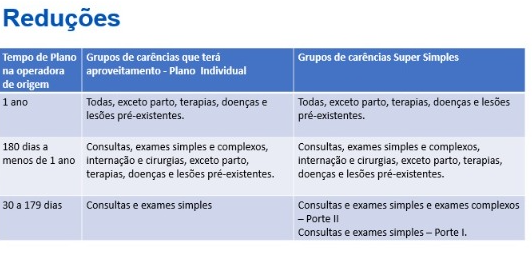 Reduções
Tempo de Plano
na operadora
de origem
Grupos de carências que terá
aproveitamento - Plano Individual
Grupos de carências Super Simples
1 ano
Todas, exceto parto, terapias, doenças e
lesões pré-existentes.
Todas, exceto parto, terapias, doenças e lesões
pré-existentes.
180 dias a
menos de 1 ano
Consultas, exames simples e complexos,
internação e cirurgias, exceto parto,
terapias, doenças e lesões pré-existentes.
Consultas, exames simples e complexos,
internação e cirurgias, exceto parto, terapias,
doenças e lesões pré-existentes.
30 a 179 dias
Consultas e exames simples
Consultas e exames simples e exames complexos
– Porte II
Consultas e exames simples – Porte I.